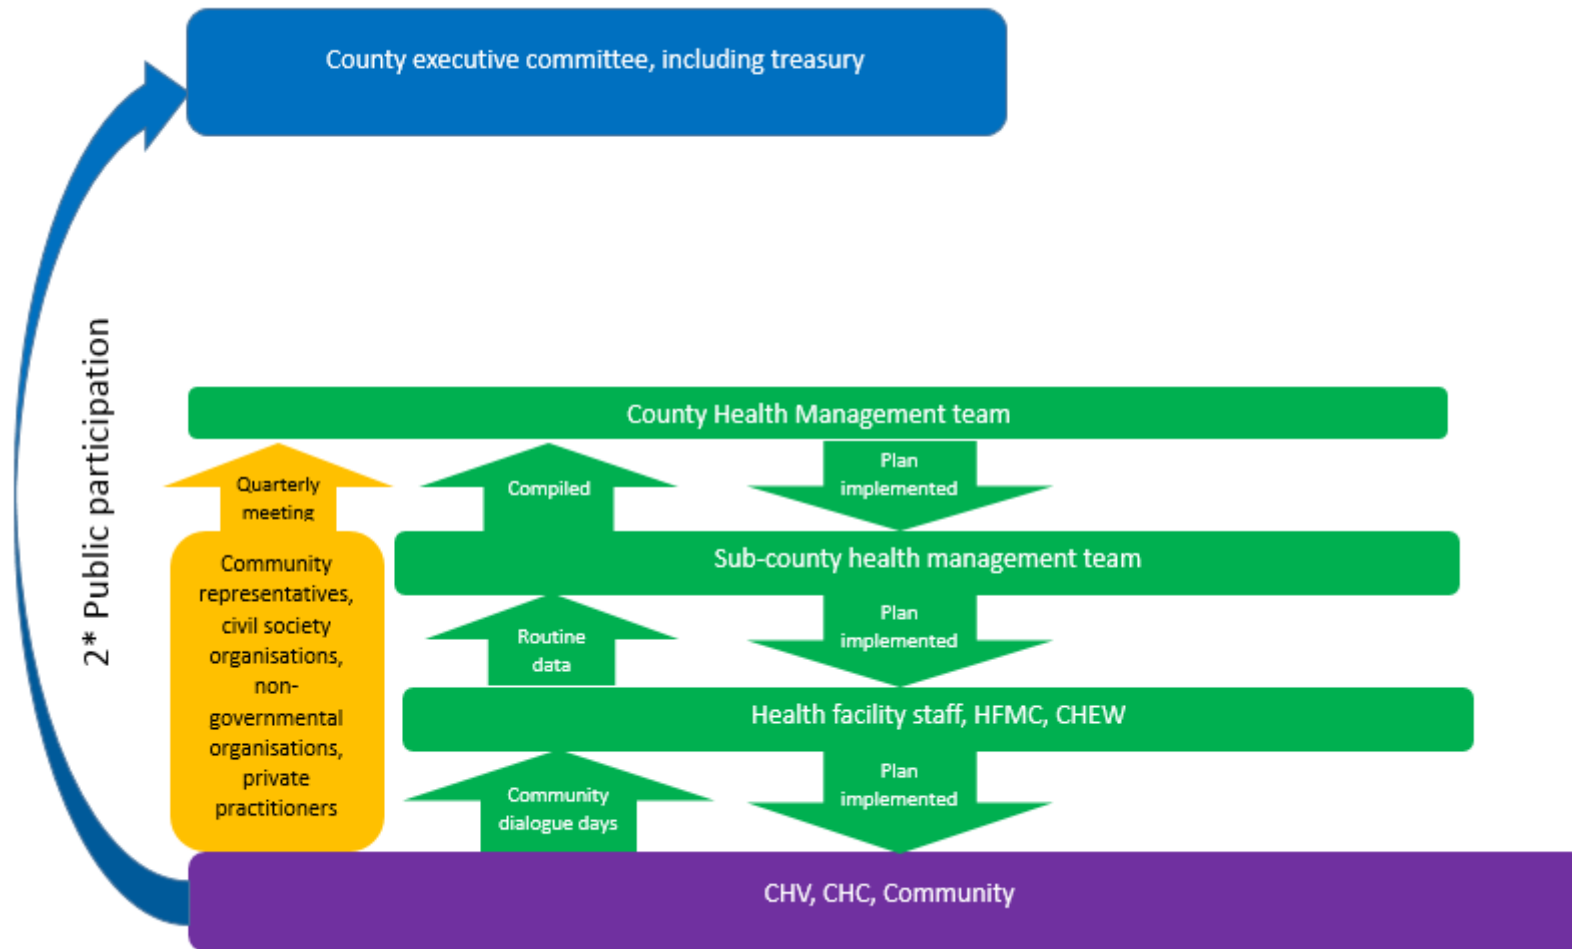 County executive committee, including treasury
2* Public participation
County Health Management team
Quarterly
meeting
Compiled
Plan
implemented
Community
representatives,
civil society
organisations,
non-
governmental
organisations,
private
practitioners
Sub-county health management team
Routine
data
Plan
implemented
Health facility staff, HFMC, CHEW
Community
dialogue days
Plan
implemented
CHV, CHC, Community